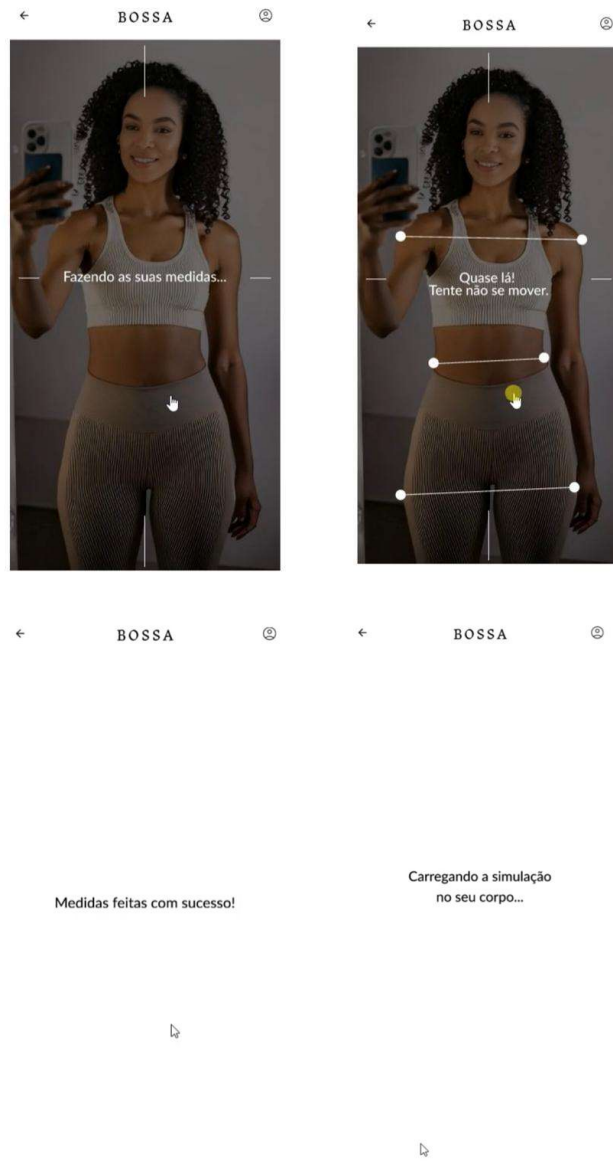 BOSSA
Fazendo as suas medidas...
BOSSA
Quase lá!
Tente não se mover.
BOSSA
Medidas feitas com sucesso!
BOSSA
Carregando a simulação
no seu corpo...